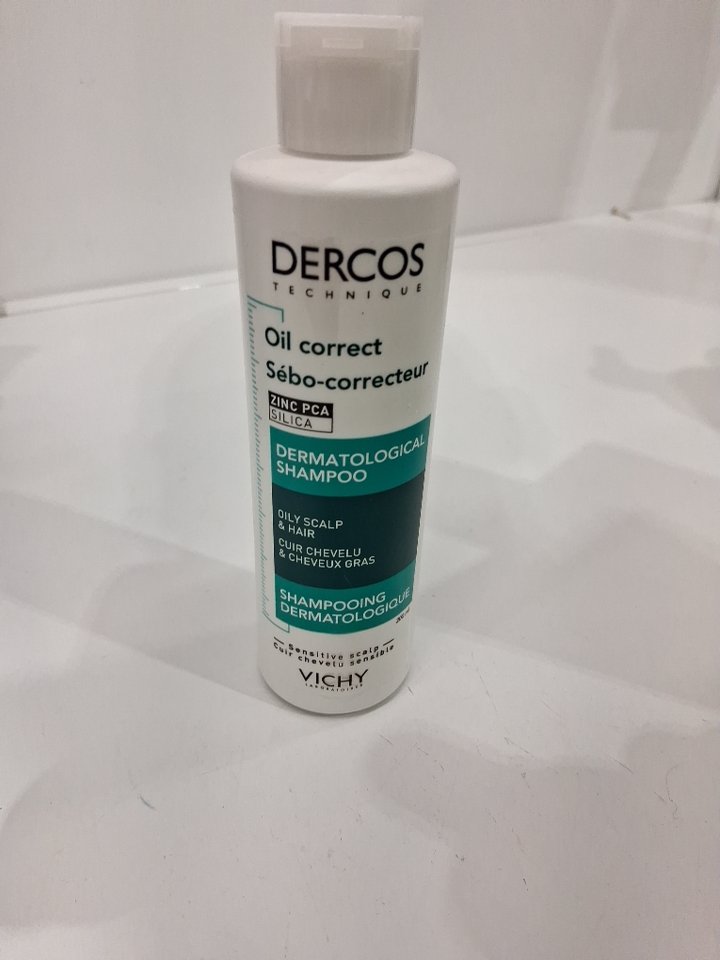 DERCOS
TECHNIQUE
Oil correct
Sébo-correcteur
ZINC PCA
SILICA
DERMATOLOGICAL
SHAMPOO
OILY SCALP
& HAIR
CUIR CHEVELU
& CHEVEUX GRAS
SHAMPOOING
DERMATOLOGIQUE
Sensitive scalp
Cuir chevelu sensible
VICHY
LABORATOIRES